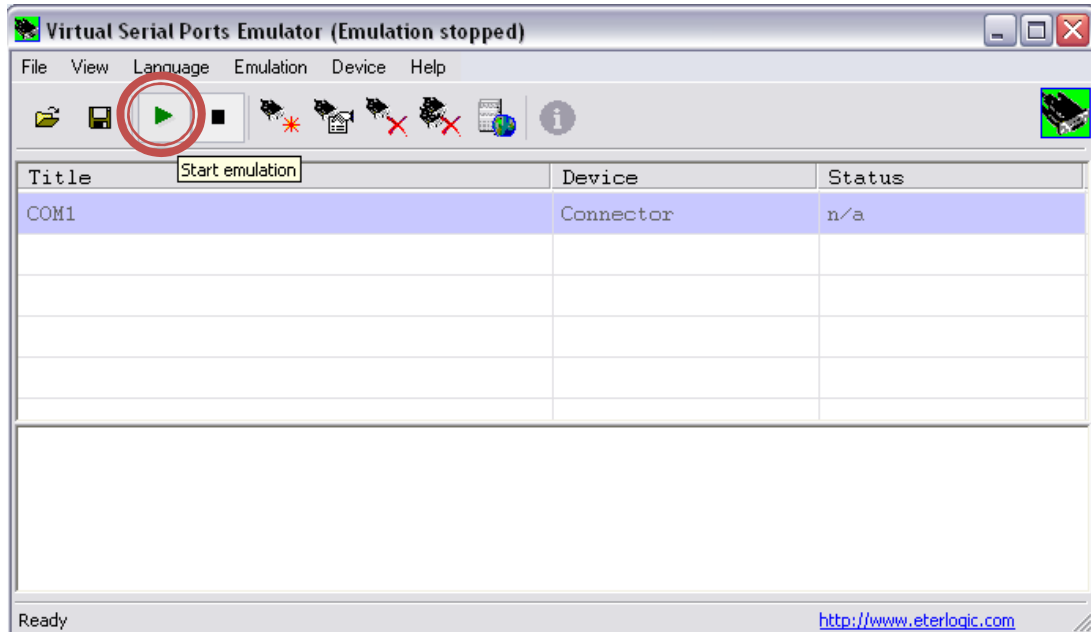 Virtual Serial Ports Emulator (Emulation stopped)
File View Language Emulation Device Help
Start emulation
Title Device Status
COM1 Connector n/a
Ready http://www.eterlogic.com